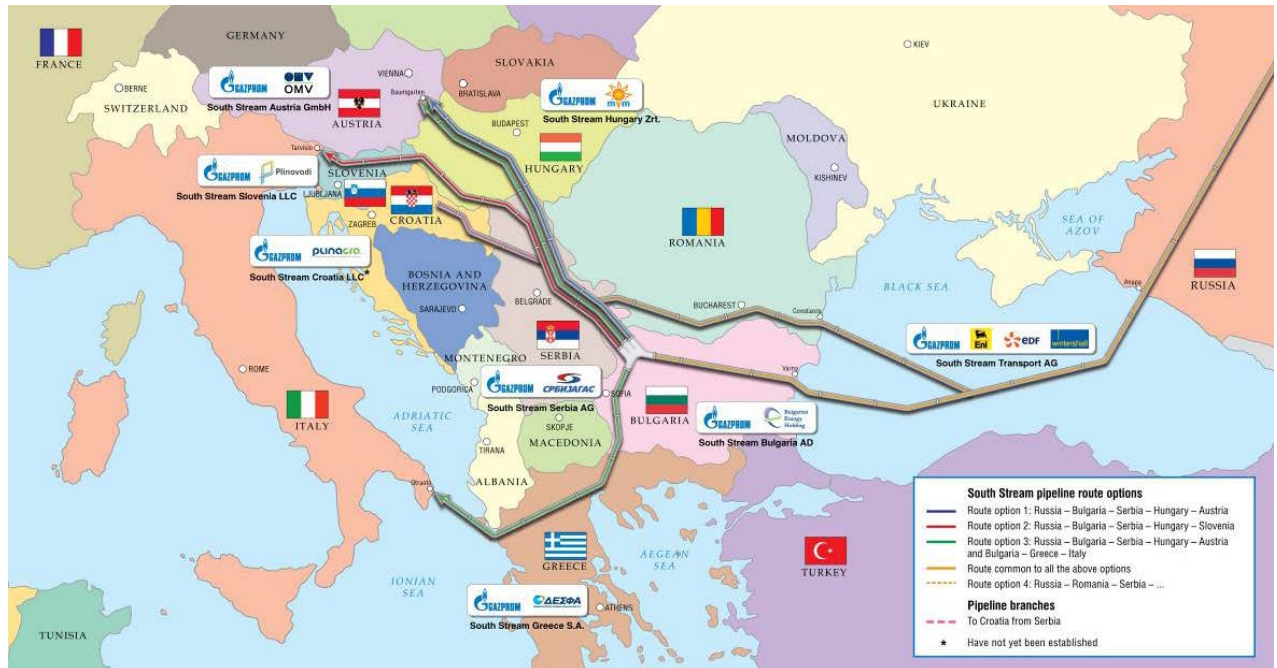 GERMANY
FRANCE
KIEV
SLOVAKIA
VIENNA
GAZPROM OMV
South Stream Austria GmbH
BERNE
SWITZERLAND
BRATISLAVA
Baumgarten
GAZPROM mvm
South Stream Hungary Zrt.
UKRAINE
AUSTRIA
BUDAPEST
MOLDOVA
Tarvisio
HUNGARY
KISHINEV
GAZPROM Plinovodi
South Stream Slovenia LLC
SLOVENIA
LJUBLJANA
CROATIA
ZAGREB
SEA OF
AZOV
ROMANIA
GAZPROM plinacro
South Stream Croatia LLC*
BOSNIA AND
HERZEGOVINA
SARAJEVO
BELGRADE
BUCHAREST
Constanza
BLACK SEA
Anapa
RUSSIA
SERBIA
GAZPROM Eni eDF wintershall
South Stream Transport AG
MONTENEGRO
PODGORICA
ROME
Varna
GAZPROM СРБИЈАГАС
South Stream Serbia AG
SOFIA
ITALY
ADRIATIC
SEA
SKOPJE
MACEDONIA
BULGARIA
GAZPROM Bulgarian Energy Holding
South Stream Bulgaria AD
TIRANA
ALBANIA
Otranto
GREECE
AEGEAN
SEA
TURKEY
IONIAN
SEA
GAZPROM ΔΕΣΦΑ
South Stream Greece S.A.
ATHENS
TUNISIA
South Stream pipeline route options
Route option 1: Russia – Bulgaria – Serbia – Hungary – Austria
Route option 2: Russia – Bulgaria – Serbia – Hungary – Slovenia
Route option 3: Russia – Bulgaria – Serbia – Hungary – Austria
and Bulgaria – Greece – Italy
Route common to all the above options
Route option 4: Russia – Romania – Serbia – ...
Pipeline branches
To Croatia from Serbia
* Have not yet been established